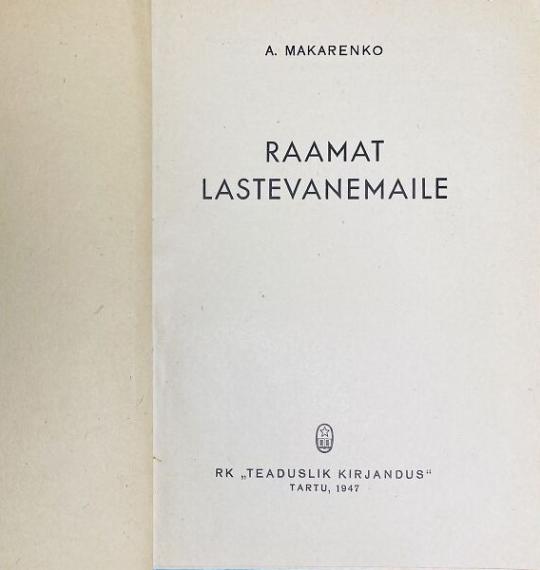 A. MAKARENKO
RAAMAT
LASTEVANEMAILE
RK „TEADUSLIK KIRJANDUS“
TARTU, 1947